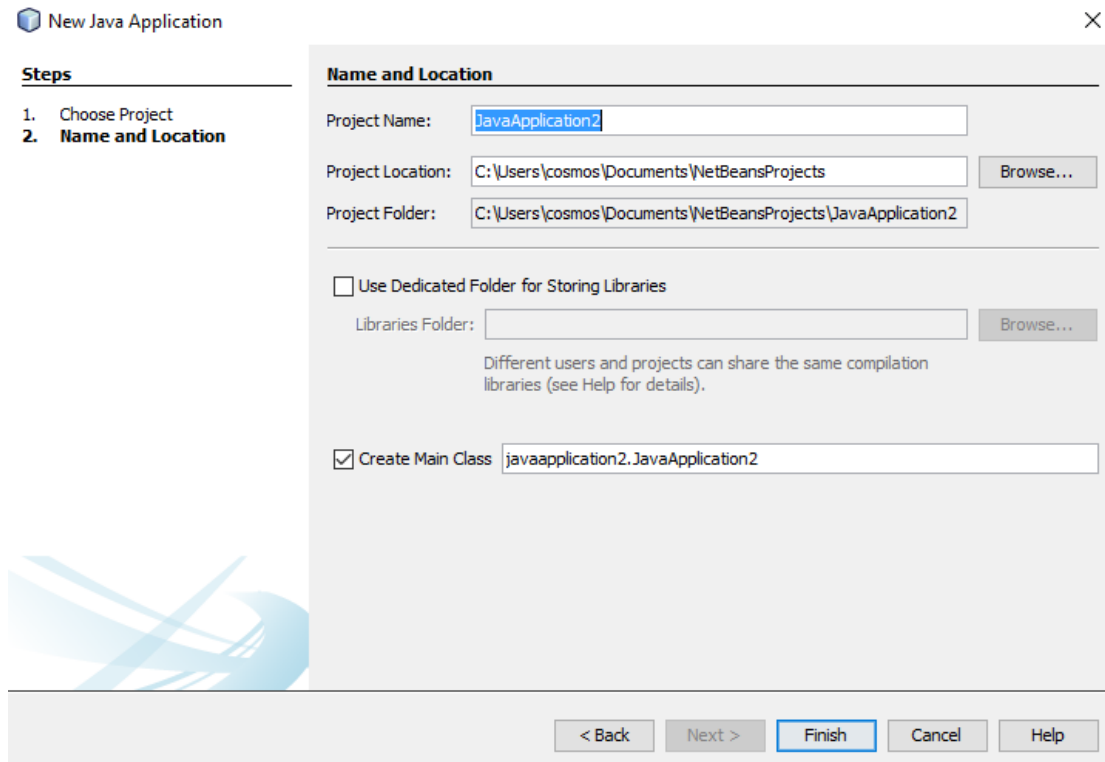 New Java Application
Steps
1. Choose Project
2. Name and Location
Name and Location
Project Name: JavaApplication2
Project Location: C:\Users\cosmos\Documents\NetBeansProjects Browse...
Project Folder: C:\Users\cosmos\Documents\NetBeansProjects\JavaApplication2
Use Dedicated Folder for Storing Libraries
Libraries Folder: Browse...
Different users and projects can share the same compilation
libraries (see Help for details).
Create Main Class javaapplication2.JavaApplication2
< Back Next > Finish Cancel Help